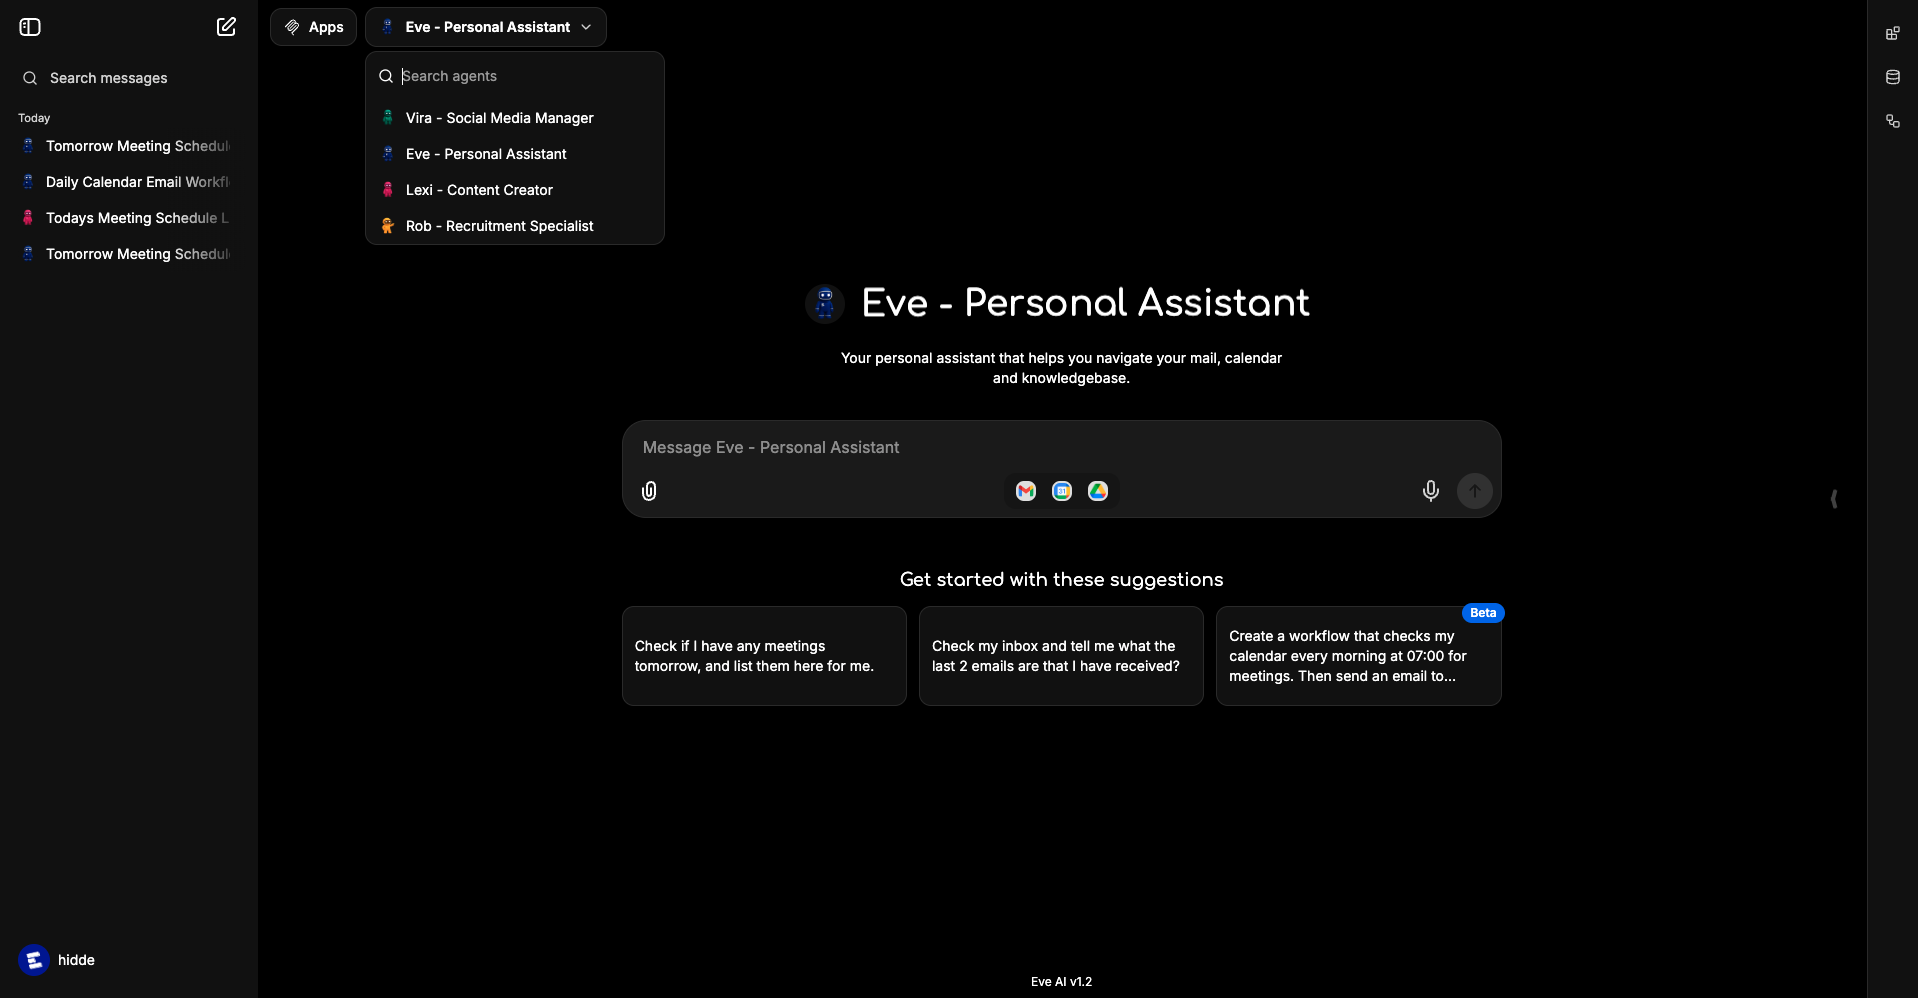 Search messages
Today
Tomorrow Meeting Schedul
Daily Calendar Email Workfl
Todays Meeting Schedule L
Tomorrow Meeting Schedul
hidde
Apps
Eve - Personal Assistant
Search agents
Vira - Social Media Manager
Eve - Personal Assistant
Lexi - Content Creator
Rob - Recruitment Specialist
Eve - Personal Assistant
Your personal assistant that helps you navigate your mail, calendar
and knowledgebase.
Message Eve - Personal Assistant
31
Get started with these suggestions
Check if I have any meetings
tomorrow, and list them here for me.
Check my inbox and tell me what the
last 2 emails are that I have received?
Beta
Create a workflow that checks my
calendar every morning at 07:00 for
meetings. Then send an email to...
Eve AI v1.2